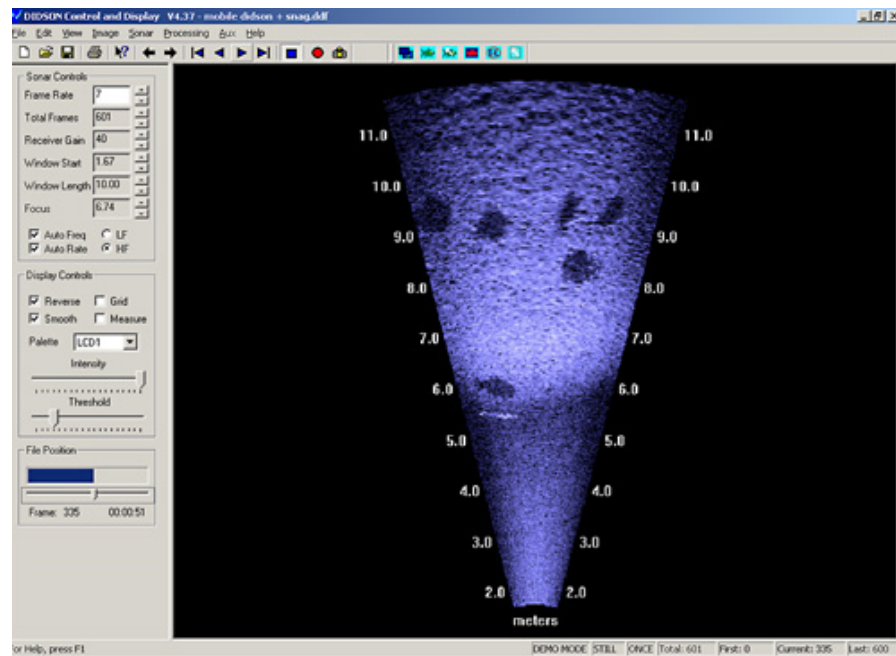 DIDSON Control and Display V4.37 - mobile didson + snag.ddf
File Edit View Image Sonar Processing Aux Help
Sonar Controls
Frame Rate 7
Total Frames 601
Receiver Gain 40
Window Start 1.67
Window Length 10.00
Focus 6.74
Auto Freq LF
Auto Rate HF
Display Controls
Reverse Grid
Smooth Measure
Palette LCD1
Intensity
Threshold
File Position
Frame: 335 00:00:51
11.0 11.0
10.0 10.0
9.0 9.0
8.0 8.0
7.0 7.0
6.0 6.0
5.0 5.0
4.0 4.0
3.0 3.0
2.0 2.0
meters
or Help, press F1 DEMO MODE STILL ONCE Total: 601 First: 0 Current: 335 Last: 600